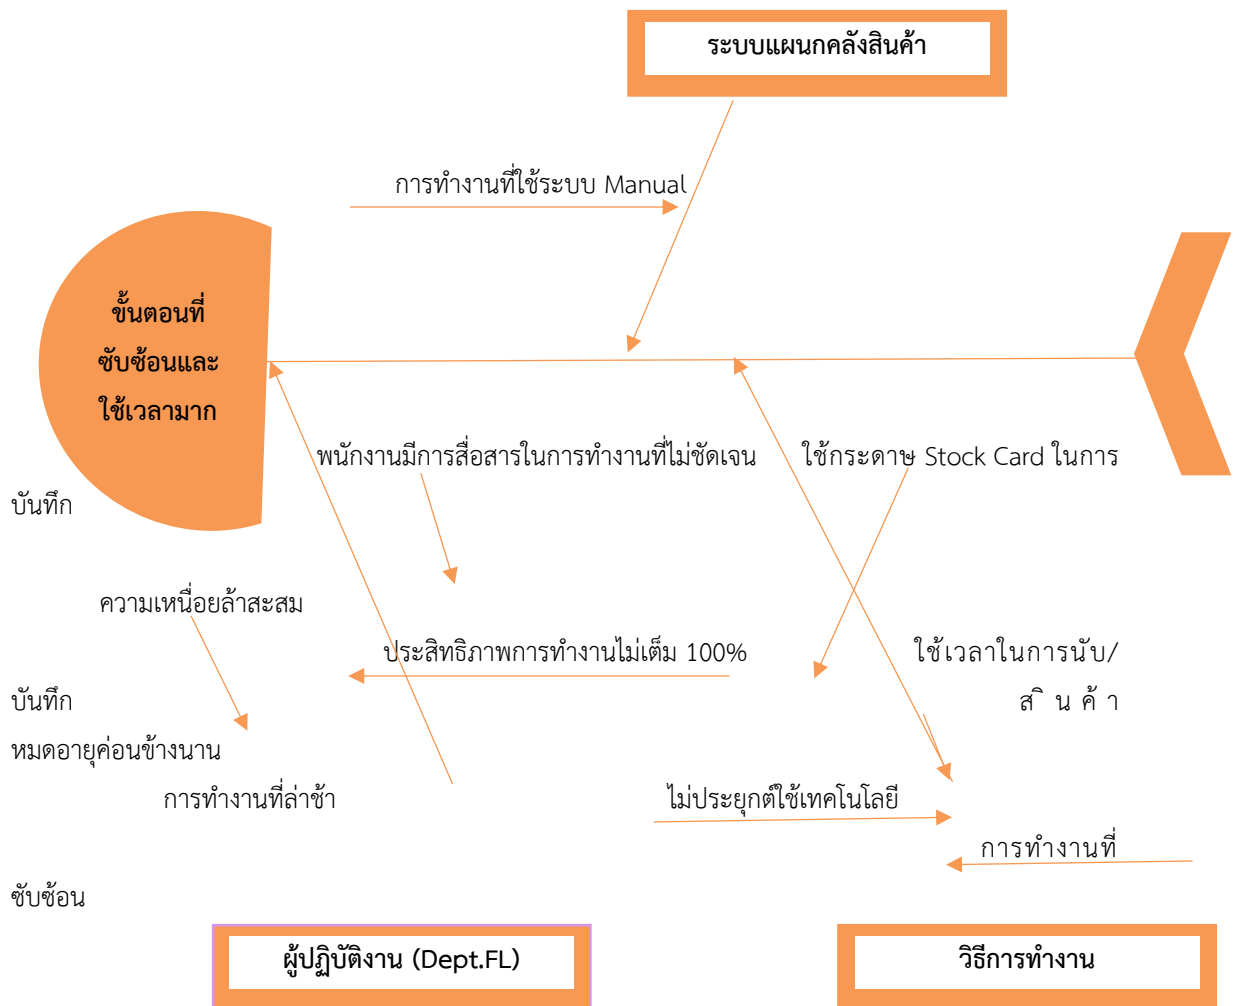 ระบบแผนกคลังสินค้า
การทำงานที่ใช้ระบบ Manual
ขั้นตอนที่
ซับซ้อนและ
ใช้เวลามาก
พนักงานมีการสื่อสารในการทำงานที่ไม่ชัดเจน ใช้กระดาษ Stock Card ในการ
บันทึก
ความเหนื่อยล้าสะสม
ประสิทธิภาพการทำงานไม่เต็ม 100% ใช้เวลาในการนับ/
บันทึก สินค้า
หมดอายุค่อนข้างนาน
การทำงานที่ล่าช้า ไม่ประยุกต์ใช้เทคโนโลยี
การทำงานที่
ซับซ้อน
ผู้ปฏิบัติงาน (Dept.FL) วิธีการทำงาน